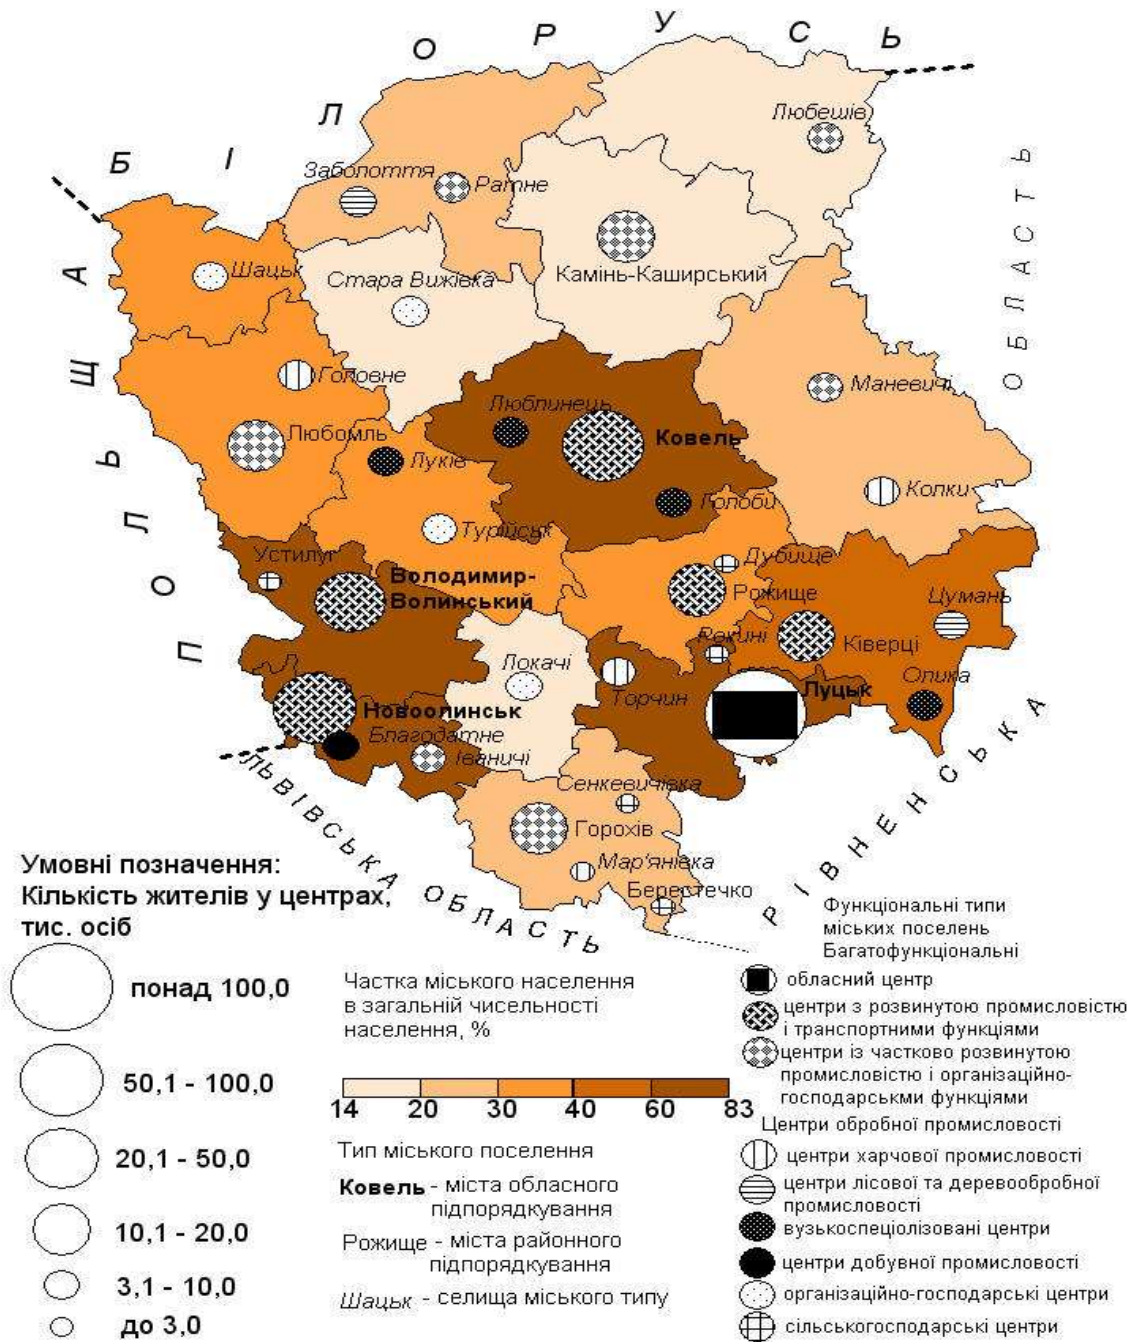 БІЛОРУСЬ
ПОЛЬЩА
ЛЬВІВСЬКА ОБЛАСТЬ
РІВНЕНСЬКА
ОБЛАСТЬ
Любешів
Заболоття
Ратне
Камінь-Каширський
Шацьк
Стара Вижівка
Головне
Маневичі
Люблинець
Любомль
Ковель
Луків
Голоби
Колки
Турійськ
Устилуг
Володимир-
Волинський
Дубище
Рожище
Цумань
Рокині
Ківерці
Локачі
Торчин
Луцьк
Олика
Новоолинськ
Благодатне
Іваничі
Сенкевичівка
Горохів
Мар'янівка
Берестечко
Умовні позначення:
Кількість жителів у центрах,
тис. осіб
понад 100,0
50,1 - 100,0
20,1 - 50,0
10,1 - 20,0
3,1 - 10,0
до 3,0
Частка міського населення
в загальній чисельності
населення, %
14 20 30 40 60 83
Тип міського поселення
Ковель - міста обласного
підпорядкування
Рожище - міста районного
підпорядкування
Шацьк - селища міського типу
Функціональні типи
міських поселень
Багатофункціональні
обласний центр
центри з розвинутою промисловістю
і транспортними функціями
центри із частково розвинутою
промисловістю і організаційно-
господарськми функціями
Центри обробної промисловості
центри харчової промисловості
центри лісової та деревообробної
промисловості
вузькоспеціолізовані центри
центри добувної промисловості
організаційно-господарські центри
сільськогосподарські центри